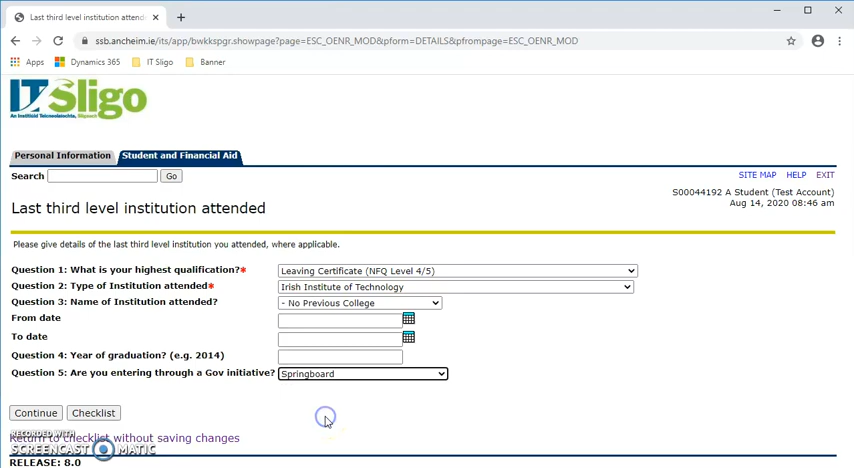 Last third level institution attended
ssb.ancheim.ie/its/app/bwkkspgr.showpage?page=ESC_OENR_MOD&pform=DETAILS&pfrompage=ESC_OENR_MOD
Apps Dynamics 365 IT Sligo Banner
ITSligo
An Institiúid Teicneolaíochta, Sligeach
Personal Information Student and Financial Aid
Search Go
SITE MAP HELP EXIT
S00044192 A Student (Test Account)
Aug 14, 2020 08:46 am
Last third level institution attended
Please give details of the last third level institution you attended, where applicable.
Question 1: What is your highest qualification?* Leaving Certificate (NFQ Level 4/5)
Question 2: Type of Institution attended* Irish Institute of Technology
Question 3: Name of Institution attended? - No Previous College
From date
To date
Question 4: Year of graduation? (e.g. 2014)
Question 5: Are you entering through a Gov initiative? Springboard
Continue Checklist
Return to checklist without saving changes
RECORDED WITH
SCREENCAST MATIC
RELEASE: 8.0